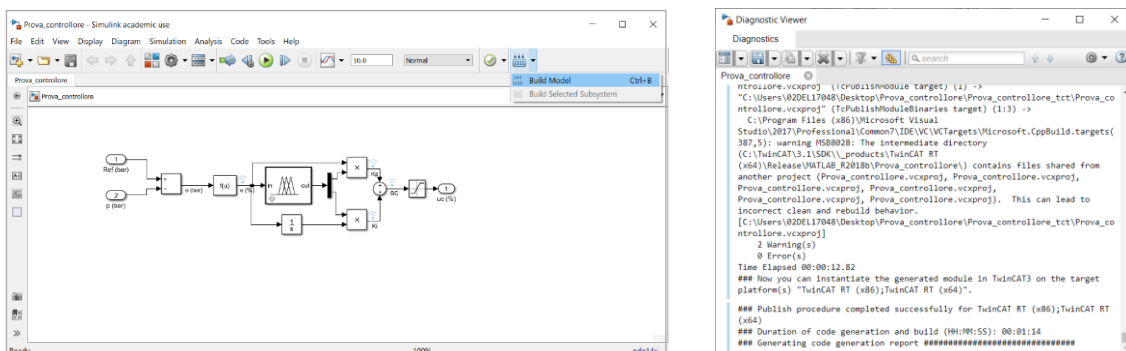 Prova_controllore - Simulink academic use
File Edit View Display Diagram Simulation Analysis Code Tools Help
10.0
Normal
Prova_controllore
Build Model Ctrl+B
Build Selected Subsystem
Prova_controllore
1
Ref (bar)
2
p (bar)
e (bar)
f(u)
e (%)
in
out
1
s
×
Kp
×
Ki
SC
1
uc (%)
Ready
100%
Diagnostic Viewer
Diagnostics
search
Prova_controllore
ntrollore.vcxproj" (TcPublishModule target) (1) ->
"C:\Users\02DEL17048\Desktop\Prova_controllore\Prova_controllore_tct\Prova_co
ntrollore.vcxproj" (TcPublishModuleBinaries target) (1:3) ->
C:\Program Files (x86)\Microsoft Visual
Studio\2017\Professional\Common7\IDE\VC\VCTargets\Microsoft.CppBuild.targets(
387,5): warning MSB8028: The intermediate directory
(C:\TwinCAT\3.1\SDK\\_products\TwinCAT RT
(x64)\Release\MATLAB_R2018b\Prova_controllore\) contains files shared from
another project (Prova_controllore.vcxproj, Prova_controllore.vcxproj,
Prova_controllore.vcxproj, Prova_controllore.vcxproj,
Prova_controllore.vcxproj, Prova_controllore.vcxproj). This can lead to
incorrect clean and rebuild behavior.
[C:\Users\02DEL17048\Desktop\Prova_controllore\Prova_controllore_tct\Prova_co
ntrollore.vcxproj]
2 Warning(s)
0 Error(s)
Time Elapsed 00:00:12.82
### Now you can instantiate the generated module in TwinCAT3 on the target
platform(s) "TwinCAT RT (x86);TwinCAT RT (x64)".
### Publish procedure completed successfully for TwinCAT RT (x86);TwinCAT RT
(x64)
### Duration of code generation and build (HH:MM:SS): 00:01:14
### Generating code generation report ###############################